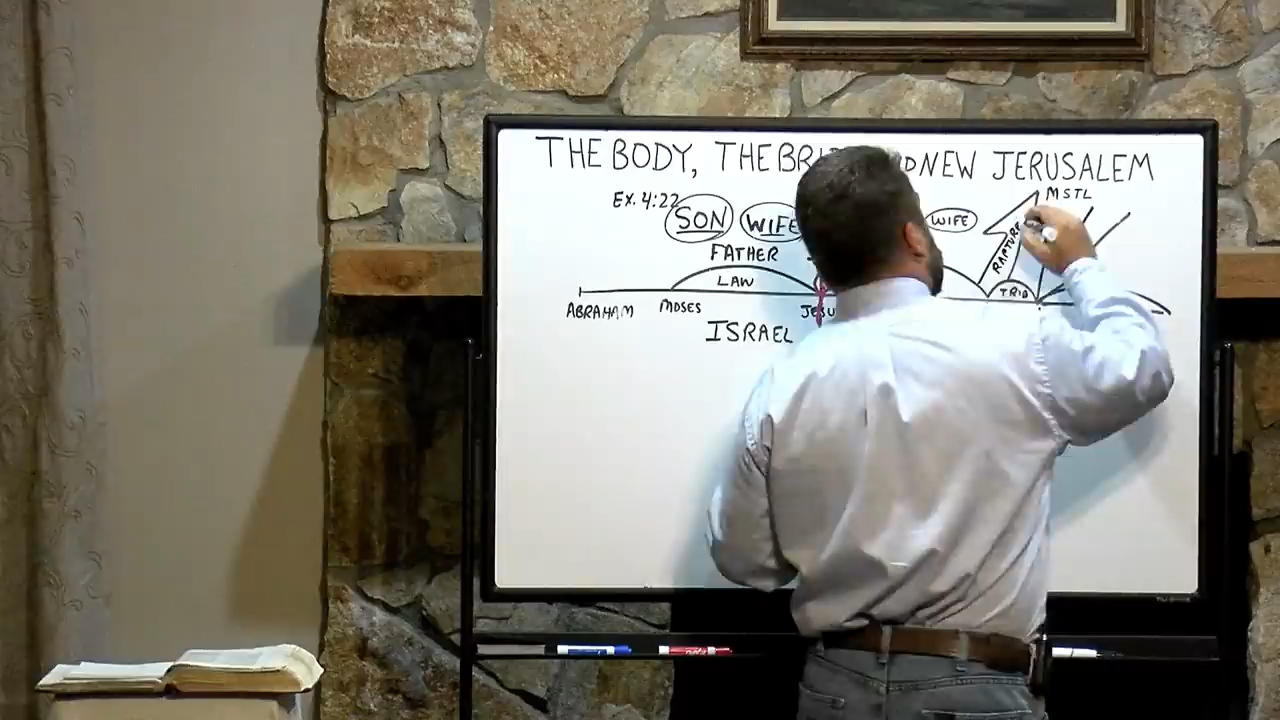 THE BODY, THE NEW JERUSALEM
EX. 4:22
SON
WIFE
WIFE
MSTL
FATHER
RAPTURE
LAW
TRIB
ABRAHAM
MOSES
ISRAEL